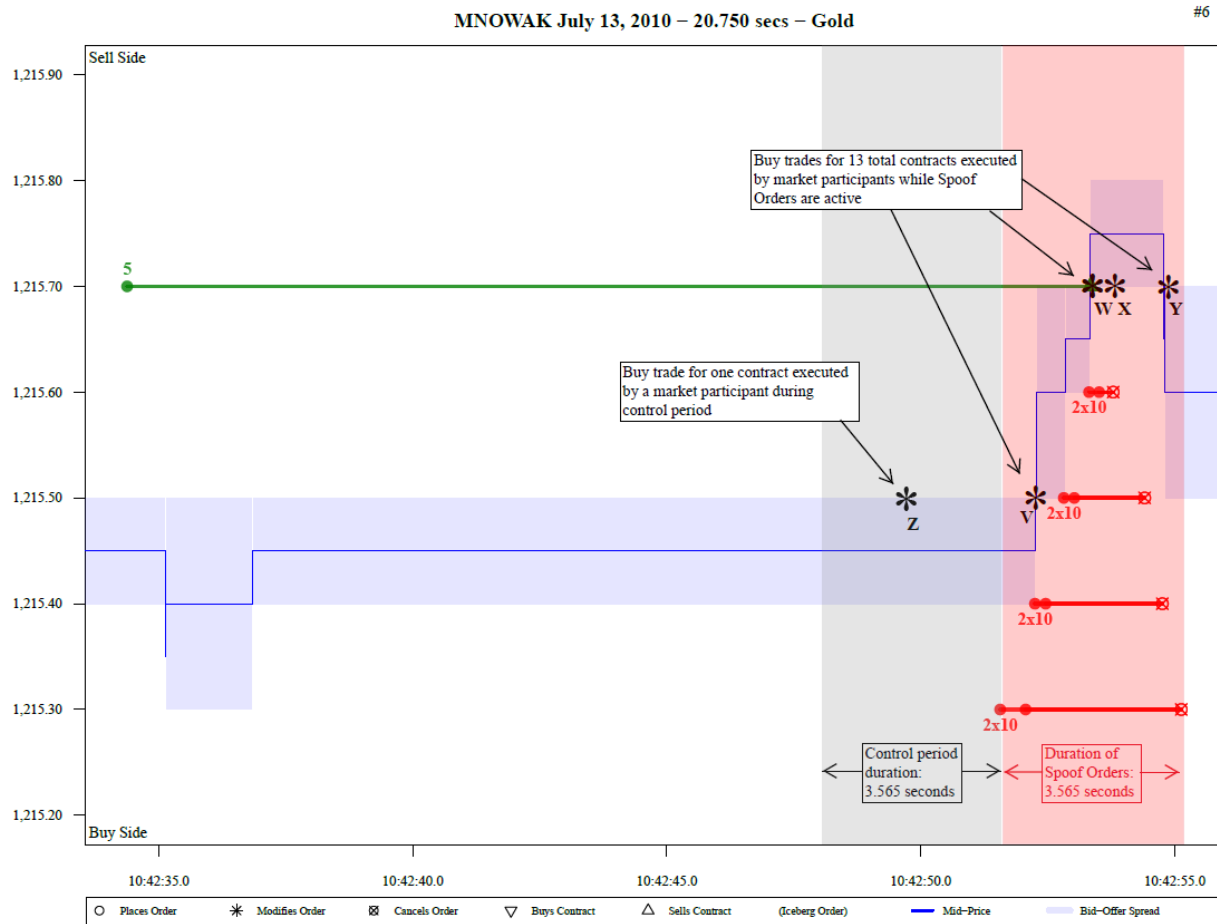 MNOWAK July 13, 2010 − 20.750 secs − Gold
#6
Sell Side
1,215.90
1,215.80
1,215.70
1,215.60
1,215.50
1,215.40
1,215.30
1,215.20
Buy trades for 13 total contracts executed
by market participants while Spoof
Orders are active
5
W X
Y
Buy trade for one contract executed
by a market participant during
control period
2x10
Z
V
2x10
2x10
2x10
Control period
duration:
3.565 seconds
Duration of
Spoof Orders:
3.565 seconds
Buy Side
10:42:35.0
10:42:40.0
10:42:45.0
10:42:50.0
10:42:55.0
Places Order
Modifies Order
Cancels Order
Buys Contract
Sells Contract
(Iceberg Order)
Mid−Price
Bid−Offer Spread